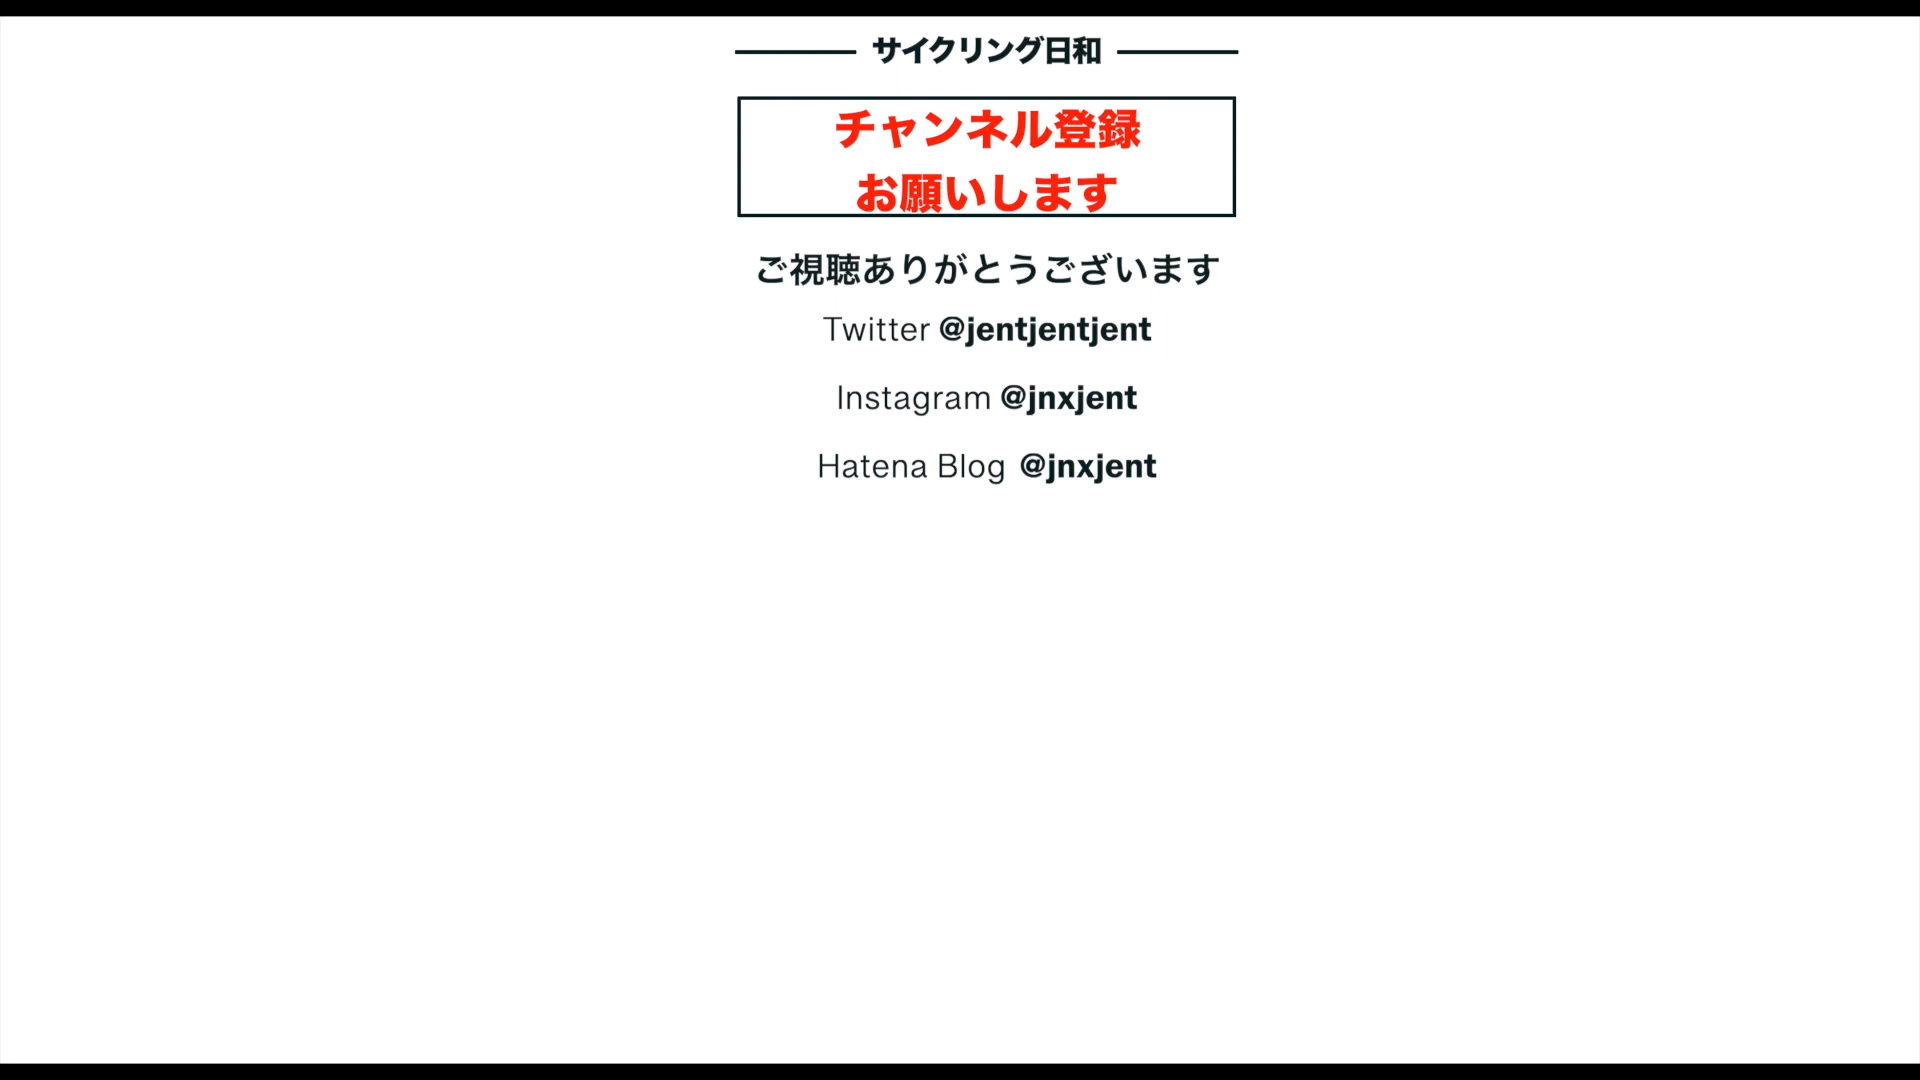 サイクリング日和
チャンネル登録
お願いします
ご視聴ありがとうございます
Twitter @jentjentjent
Instagram @jnxjent
Hatena Blog @jnxjent